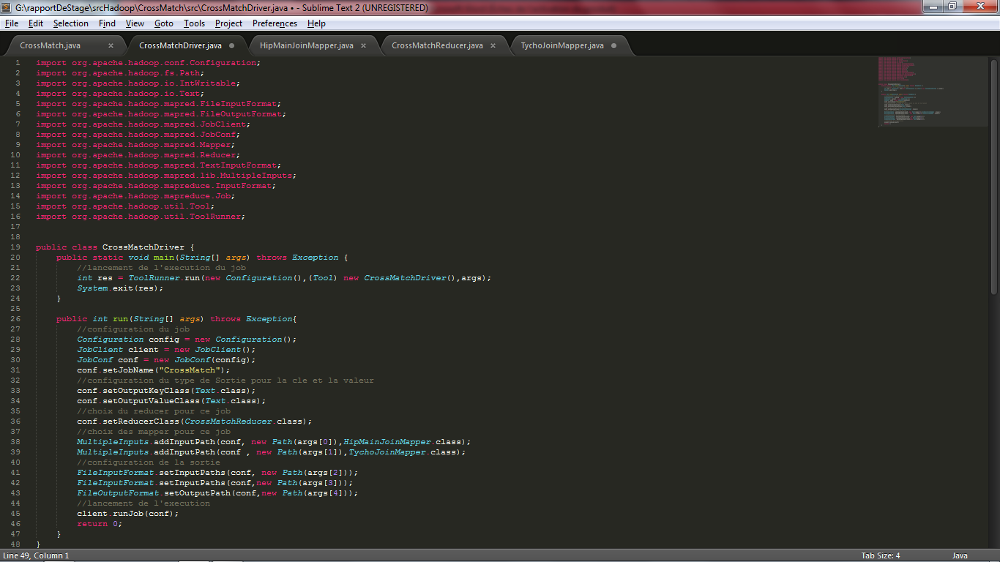 G:\rapportDeStage\srcHadoop\CrossMatch\src\CrossMatchDriver.java • - Sublime Text 2 (UNREGISTERED)
File Edit Selection Find View Goto Tools Project Preferences Help
CrossMatch.java × CrossMatchDriver.java HipMainJoinMapper.java × CrossMatchReducer.java × TychoJoinMapper.java
1 import org.apache.hadoop.conf.Configuration;
2 import org.apache.hadoop.fs.Path;
3 import org.apache.hadoop.io.IntWritable;
4 import org.apache.hadoop.io.Text;
5 import org.apache.hadoop.mapred.FileInputFormat;
6 import org.apache.hadoop.mapred.FileOutputFormat;
7 import org.apache.hadoop.mapred.JobClient;
8 import org.apache.hadoop.mapred.JobConf;
9 import org.apache.hadoop.mapred.Mapper;
10 import org.apache.hadoop.mapred.Reducer;
11 import org.apache.hadoop.mapred.TextInputFormat;
12 import org.apache.hadoop.mapred.lib.MultipleInputs;
13 import org.apache.hadoop.mapreduce.InputFormat;
14 import org.apache.hadoop.mapreduce.Job;
15 import org.apache.hadoop.util.Tool;
16 import org.apache.hadoop.util.ToolRunner;
17
18
19 public class CrossMatchDriver {
20 public static void main(String[] args) throws Exception {
21 //lancement de l'execution du job
22 int res = ToolRunner.run(new Configuration(),(Tool) new CrossMatchDriver(),args);
23 System.exit(res);
24 }
25
26 public int run(String[] args) throws Exception{
27 //configuration du job
28 Configuration config = new Configuration();
29 JobClient client = new JobClient();
30 JobConf conf = new JobConf(config);
31 conf.setJobName("CrossMatch");
32 //configuration du type de Sortie pour la cle et la valeur
33 conf.setOutputKeyClass(Text.class);
34 conf.setOutputValueClass(Text.class);
35 //choix du reducer pour ce job
36 conf.setReducerClass(CrossMatchReducer.class);
37 //choix des mapper pour ce job
38 MultipleInputs.addInputPath(conf, new Path(args[0]),HipMainJoinMapper.class);
39 MultipleInputs.addInputPath(conf , new Path(args[1]),TychoJoinMapper.class);
40 //configuration de la sortie
41 FileInputFormat.setInputPaths(conf, new Path(args[2]));
42 FileInputFormat.setInputPaths(conf,new Path(args[3]));
43 FileOutputFormat.setOutputPath(conf,new Path(args[4]));
44 //lancement de l'execution
45 client.runJob(conf);
46 return 0;
47 }
48 }
Line 49, Column 1 Tab Size: 4 Java